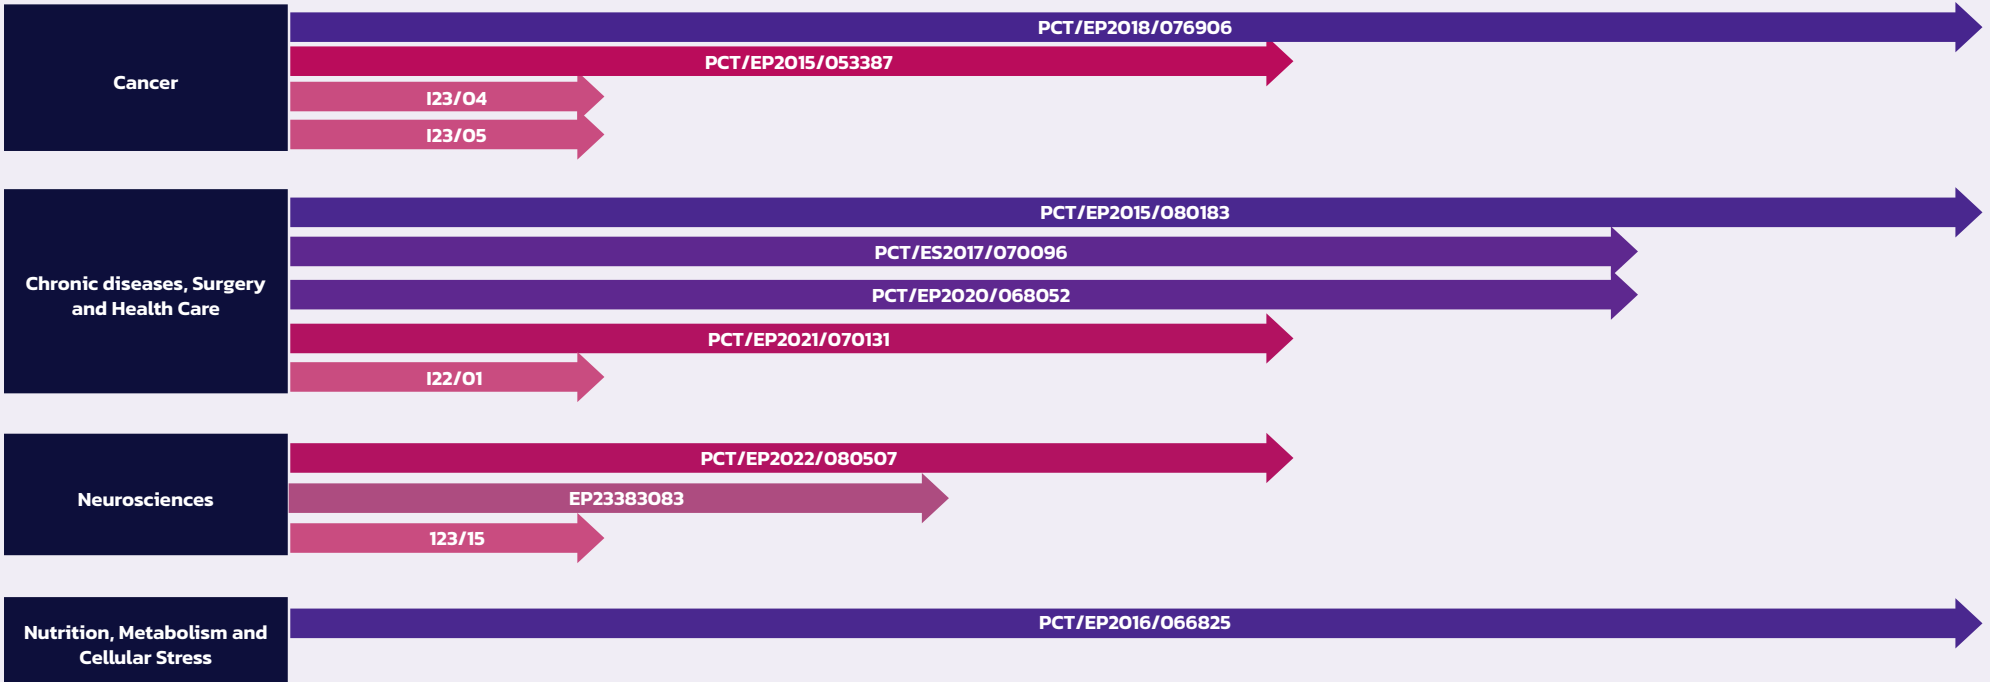 Cancer
PCT/EP2018/076906
PCT/EP2015/053387
I23/04
I23/05
Chronic diseases, Surgery
and Health Care
PCT/EP2015/080183
PCT/ES2017/070096
PCT/EP2020/068052
PCT/EP2021/070131
I22/01
Neurosciences
PCT/EP2022/080507
EP23383083
123/15
Nutrition, Metabolism and
Cellular Stress
PCT/EP2016/066825